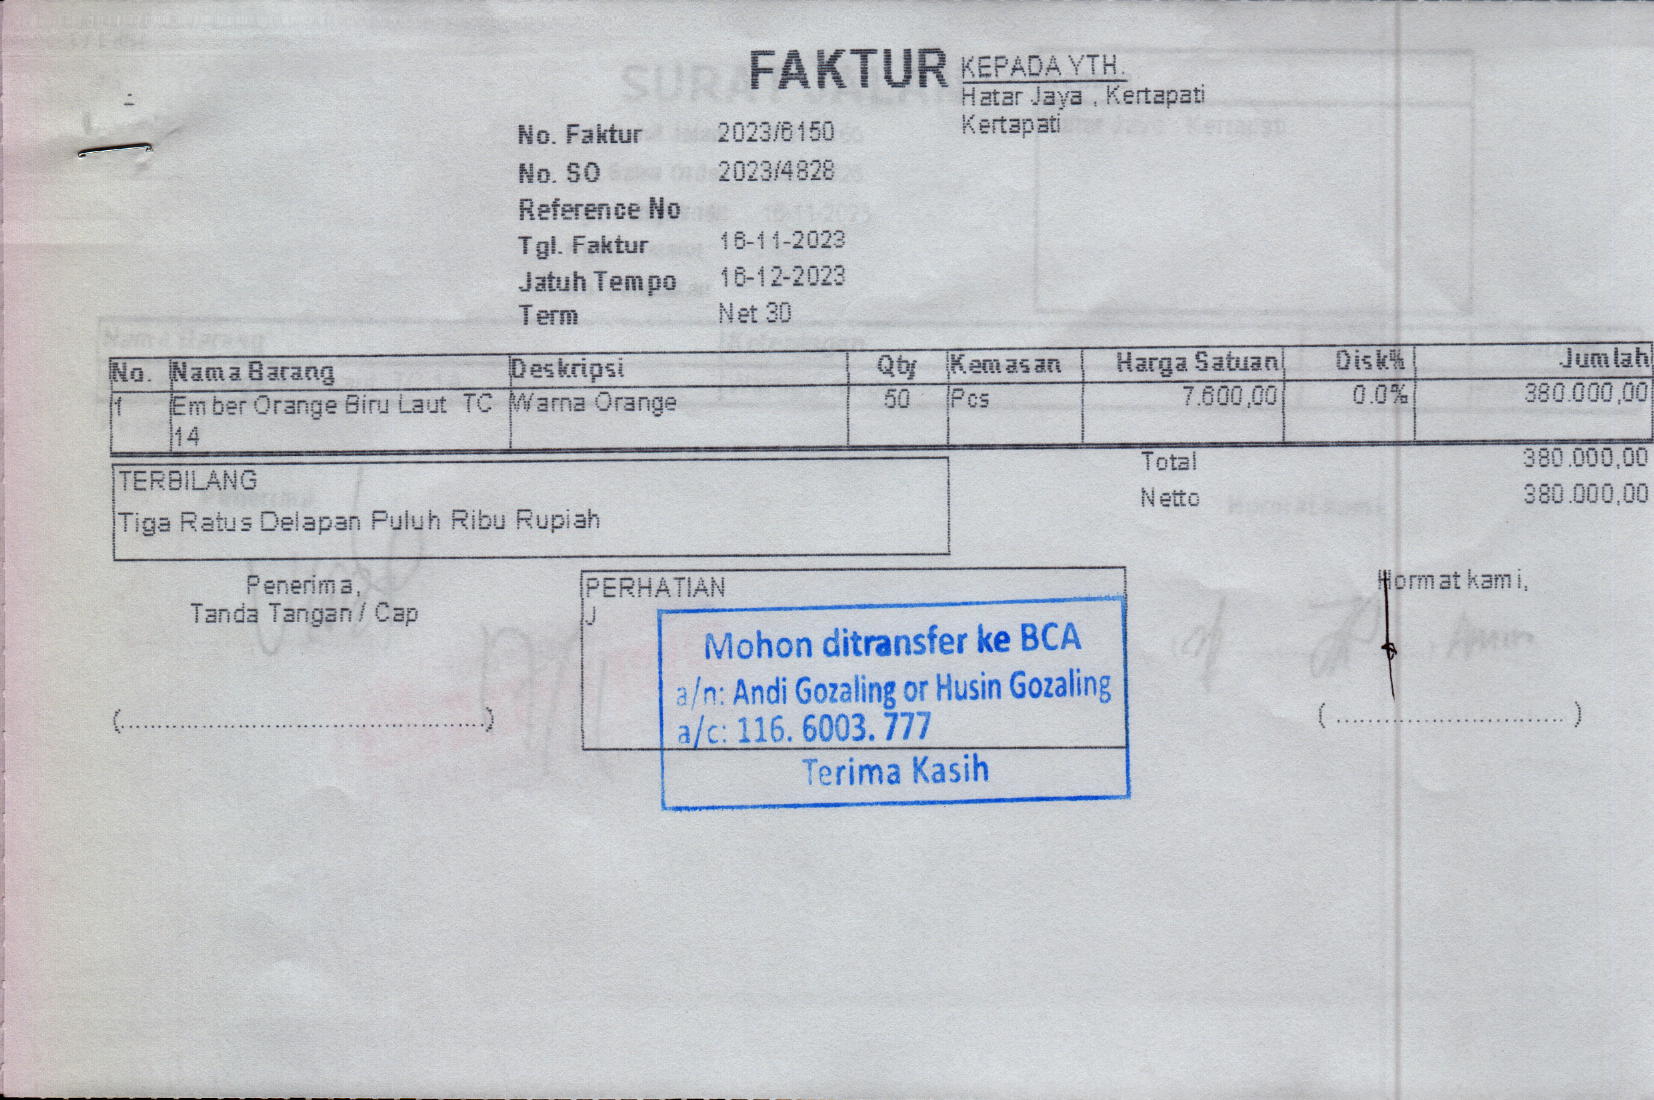 FAKTUR
KEPADA YTH.
Hatar Jaya , Kertapati
Kertapati
No. Faktur 2023/6150
No. SO 2023/4828
Reference No
Tgl. Faktur 16-11-2023
Jatuh Tempo 16-12-2023
Term Net 30
No. Nama Barang Deskripsi Qty Kemasan Harga Satuan Disk% Jumlah
1 Ember Orange Biru Laut TC Warna Orange 50 Pcs 7.600,00 0.0% 380.000,00
14
Total 380.000,00
Netto 380.000,00
TERBILANG
Tiga Ratus Delapan Puluh Ribu Rupiah
Penerima,
Tanda Tangan / Cap
(........................................)
PERHATIAN
J
Mohon ditransfer ke BCA
a/n: Andi Gozaling or Husin Gozaling
a/c: 116. 6003. 777
Terima Kasih
Hormat kami,
( ............................ )